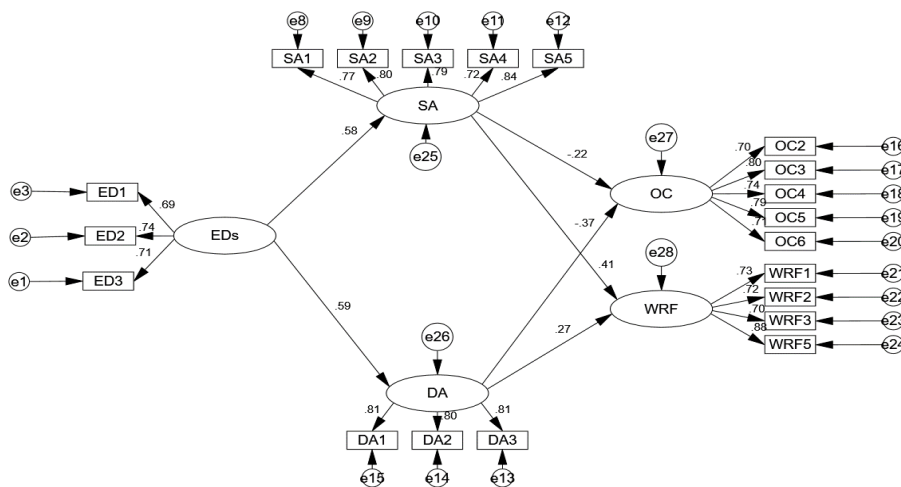 e8 e9 e10 e11 e12
SA1 SA2 SA3 SA4 SA5
.77 .80 .79 .72 .84
SA
.58
e25
-.22
e27
OC
.70 OC2 e16
.80 OC3 e17
.74 OC4 e18
.79 OC5 e19
OC6 e20
-.37
e3 ED1
.69
e2 ED2
.74
EDs
e1 ED3
.71
.41
e28
WRF
.73 WRF1 e21
.72 WRF2 e22
.70 WRF3 e23
.88 WRF5 e24
.59
.27
e26
DA
.81 .80 .81
DA1 DA2 DA3
e15 e14 e13